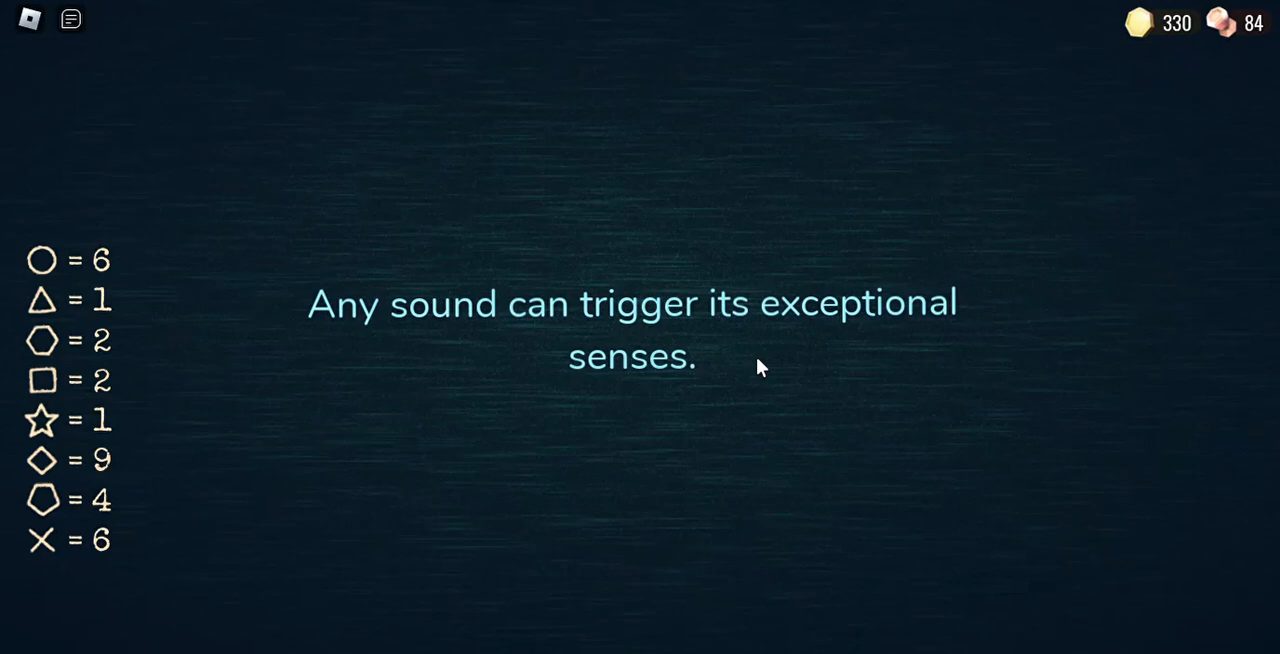 330 84
○ = 6
△ = 1
⬡ = 2
□ = 2
☆ = 1
◇ = 9
⬠ = 4
✕ = 6
Any sound can trigger its exceptional
senses.